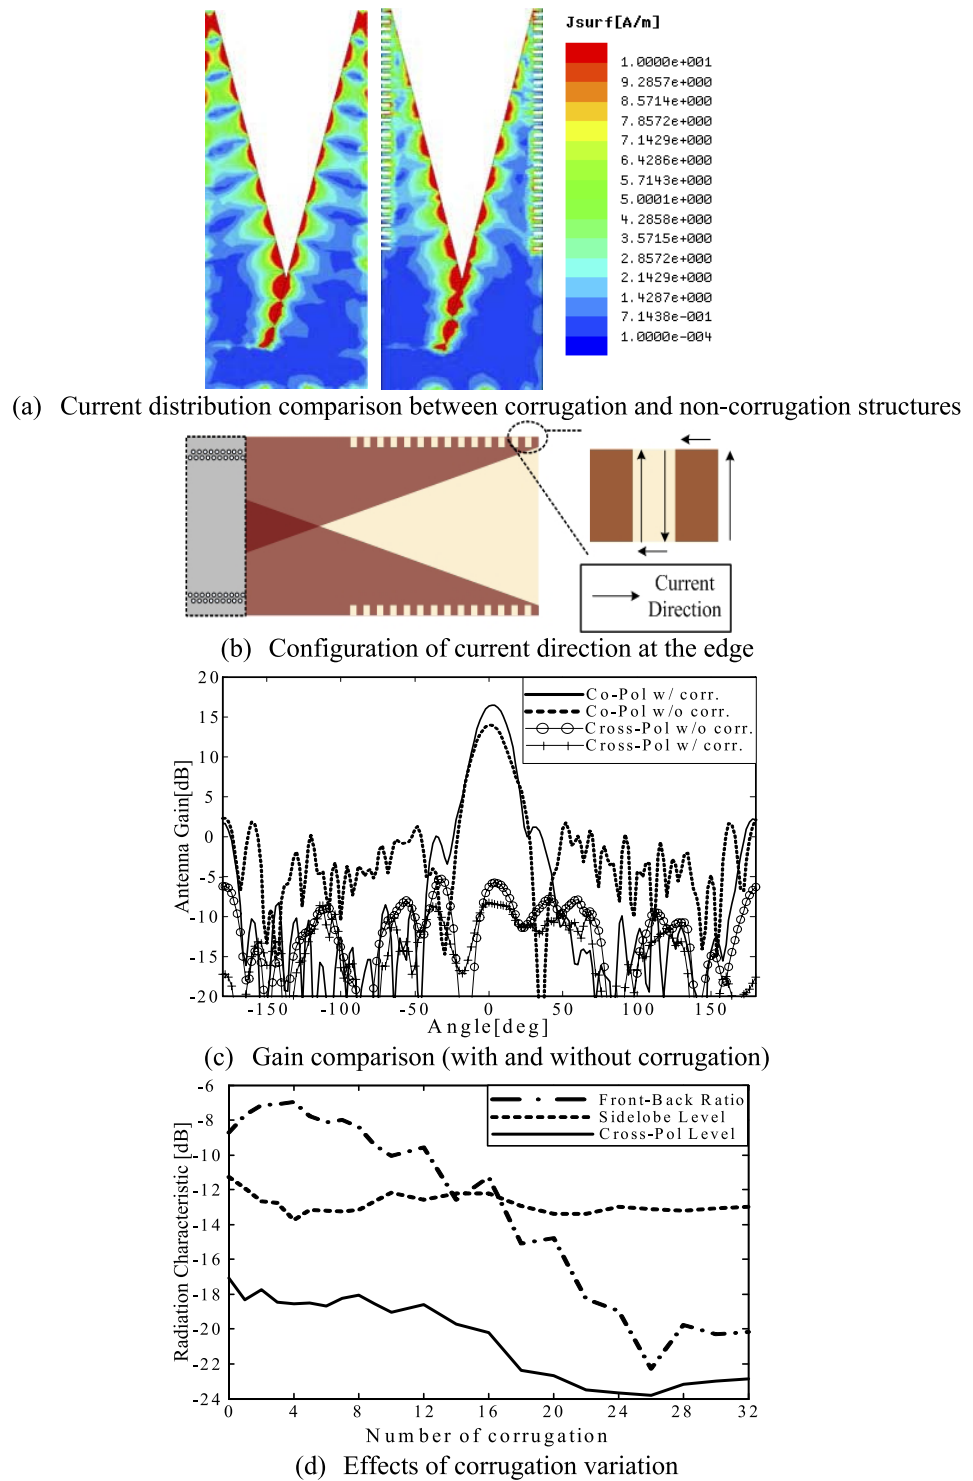 Jsurf[A/m]
1.0000e+001
9.2857e+000
8.5714e+000
7.8572e+000
7.1429e+000
6.4286e+000
5.7143e+000
5.0001e+000
4.2858e+000
3.5715e+000
2.8572e+000
2.1429e+000
1.4287e+000
7.1438e-001
1.0000e-004
(a) Current distribution comparison between corrugation and non-corrugation structures
Current
Direction
(b) Configuration of current direction at the edge
20
15
10
5
0
-5
-10
-15
-20
Antenna Gain[dB]
Co-Pol w/ corr.
Co-Pol w/o corr.
Cross-Pol w/o corr.
Cross-Pol w/ corr.
-150 -100 -50 0 50 100 150
Angle[deg]
(c) Gain comparison (with and without corrugation)
-6
-8
-10
-12
-14
-16
-18
-20
-22
-24
Radiation Characteristic [dB]
Front-Back Ratio
Sidelobe Level
Cross-Pol Level
0 4 8 12 16 20 24 28 32
Number of corrugation
(d) Effects of corrugation variation